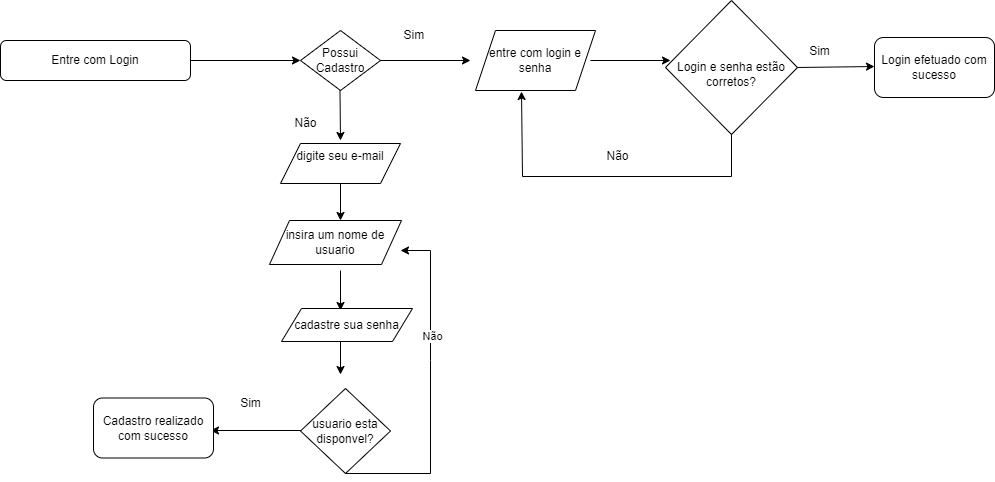 Entre com Login
Possui
Cadastro
Sim
entre com login e
senha
Login e senha estão
corretos?
Sim
Login efetuado com
sucesso
Não
Não
digite seu e-mail
insira um nome de
usuario
cadastre sua senha
Não
usuario esta
disponvel?
Sim
Cadastro realizado
com sucesso